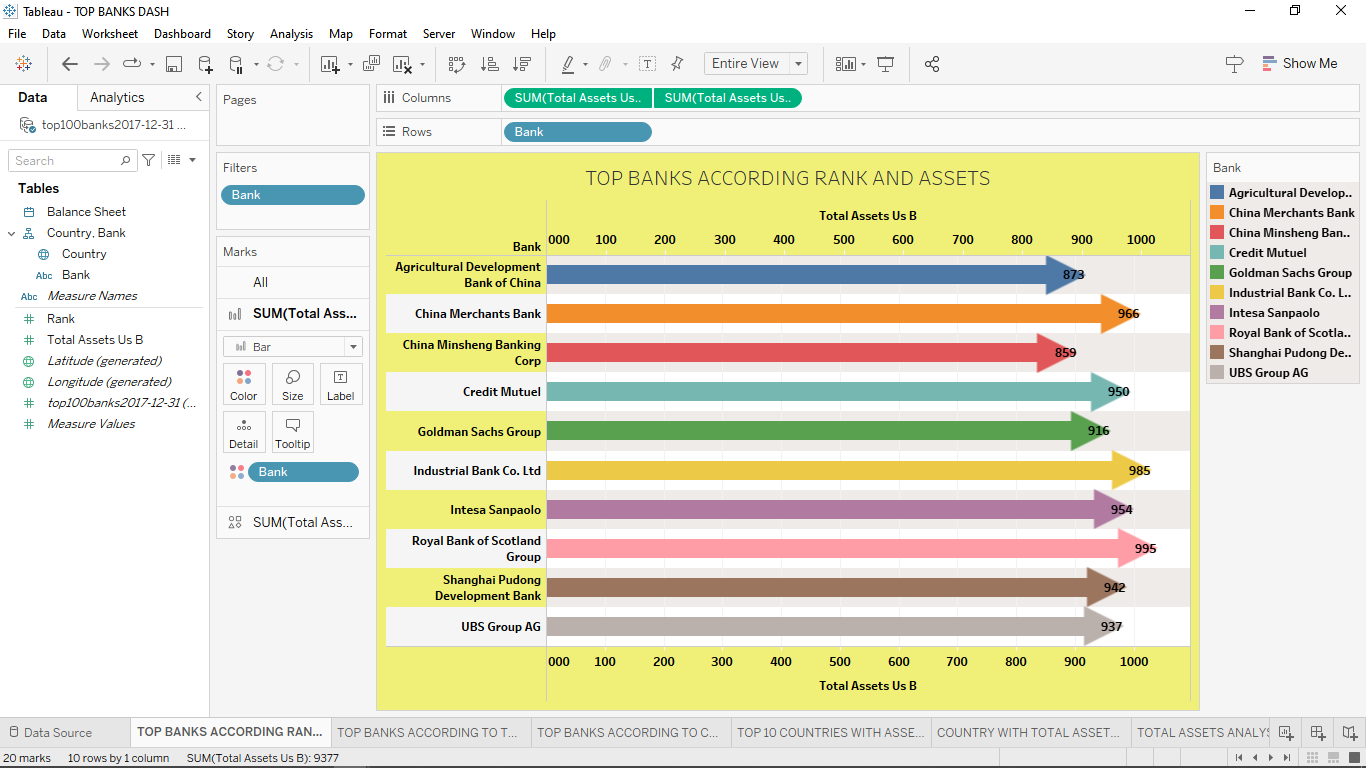 Tableau - TOP BANKS DASH
File Data Worksheet Dashboard Story Analysis Map Format Server Window Help
Entire View
Show Me
Data Analytics
top100banks2017-12-31 ...
Search
Tables
Balance Sheet
Country, Bank
Country
Abc Bank
Abc Measure Names
Rank
Total Assets Us B
Latitude (generated)
Longitude (generated)
top100banks2017-12-31 (...
Measure Values
Pages
Filters
Bank
Marks
All
SUM(Total Ass...
Bar
Color Size Label
Detail Tooltip
Bank
SUM(Total Ass...
Columns SUM(Total Assets Us.. SUM(Total Assets Us..
Rows Bank
TOP BANKS ACCORDING RANK AND ASSETS
Total Assets Us B
Bank
000 100 200 300 400 500 600 700 800 900 1000
Agricultural Development
Bank of China
873
China Merchants Bank 966
China Minsheng Banking
Corp
859
Credit Mutuel 950
Goldman Sachs Group 916
Industrial Bank Co. Ltd 985
Intesa Sanpaolo 954
Royal Bank of Scotland
Group
995
Shanghai Pudong
Development Bank
942
UBS Group AG 937
000 100 200 300 400 500 600 700 800 900 1000
Total Assets Us B
Bank
Agricultural Develop..
China Merchants Bank
China Minsheng Ban..
Credit Mutuel
Goldman Sachs Group
Industrial Bank Co. L..
Intesa Sanpaolo
Royal Bank of Scotla..
Shanghai Pudong De..
UBS Group AG
Data Source TOP BANKS ACCORDING RAN... TOP BANKS ACCORDING TO T... TOP BANKS ACCORDING TO C... TOP 10 COUNTRIES WITH ASSE... COUNTRY WITH TOTAL ASSET... TOTAL ASSETS ANALYS
20 marks 10 rows by 1 column SUM(Total Assets Us B): 9377